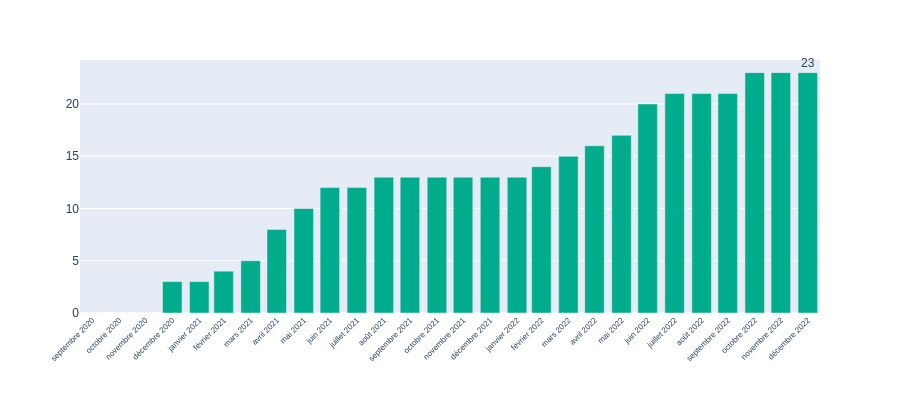 23
20
15
10
5
0
septembre 2020
octobre 2020
novembre 2020
décembre 2020
janvier 2021
février 2021
mars 2021
avril 2021
mai 2021
juin 2021
juillet 2021
août 2021
septembre 2021
octobre 2021
novembre 2021
décembre 2021
janvier 2022
février 2022
mars 2022
avril 2022
mai 2022
juin 2022
juillet 2022
août 2022
septembre 2022
octobre 2022
novembre 2022
décembre 2022